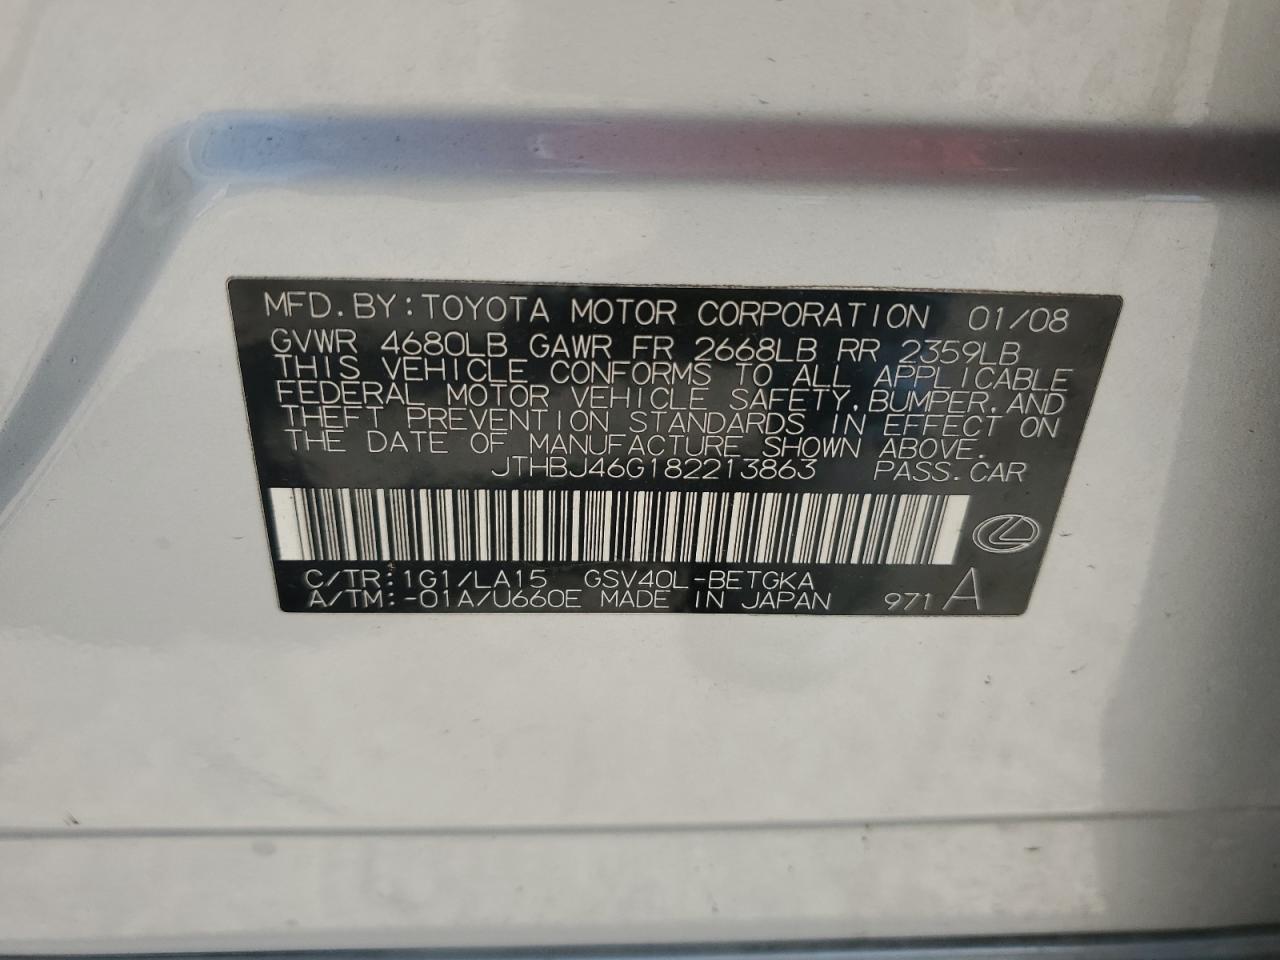 MFD. BY: TOYOTA MOTOR CORPORATION 01/08
GVWR 4680LB GAWR FR 2668LB RR 2359LB
THIS VEHICLE CONFORMS TO ALL APPLICABLE
FEDERAL MOTOR VEHICLE SAFETY, BUMPER, AND
THEFT PREVENTION STANDARDS IN EFFECT ON
THE DATE OF MANUFACTURE SHOWN ABOVE.
JTHBJ46G182213863 PASS. CAR
C/TR: 1G1/LA15 GSV40L-BETGKA
A/TM: -01A/U660E MADE IN JAPAN 971 A